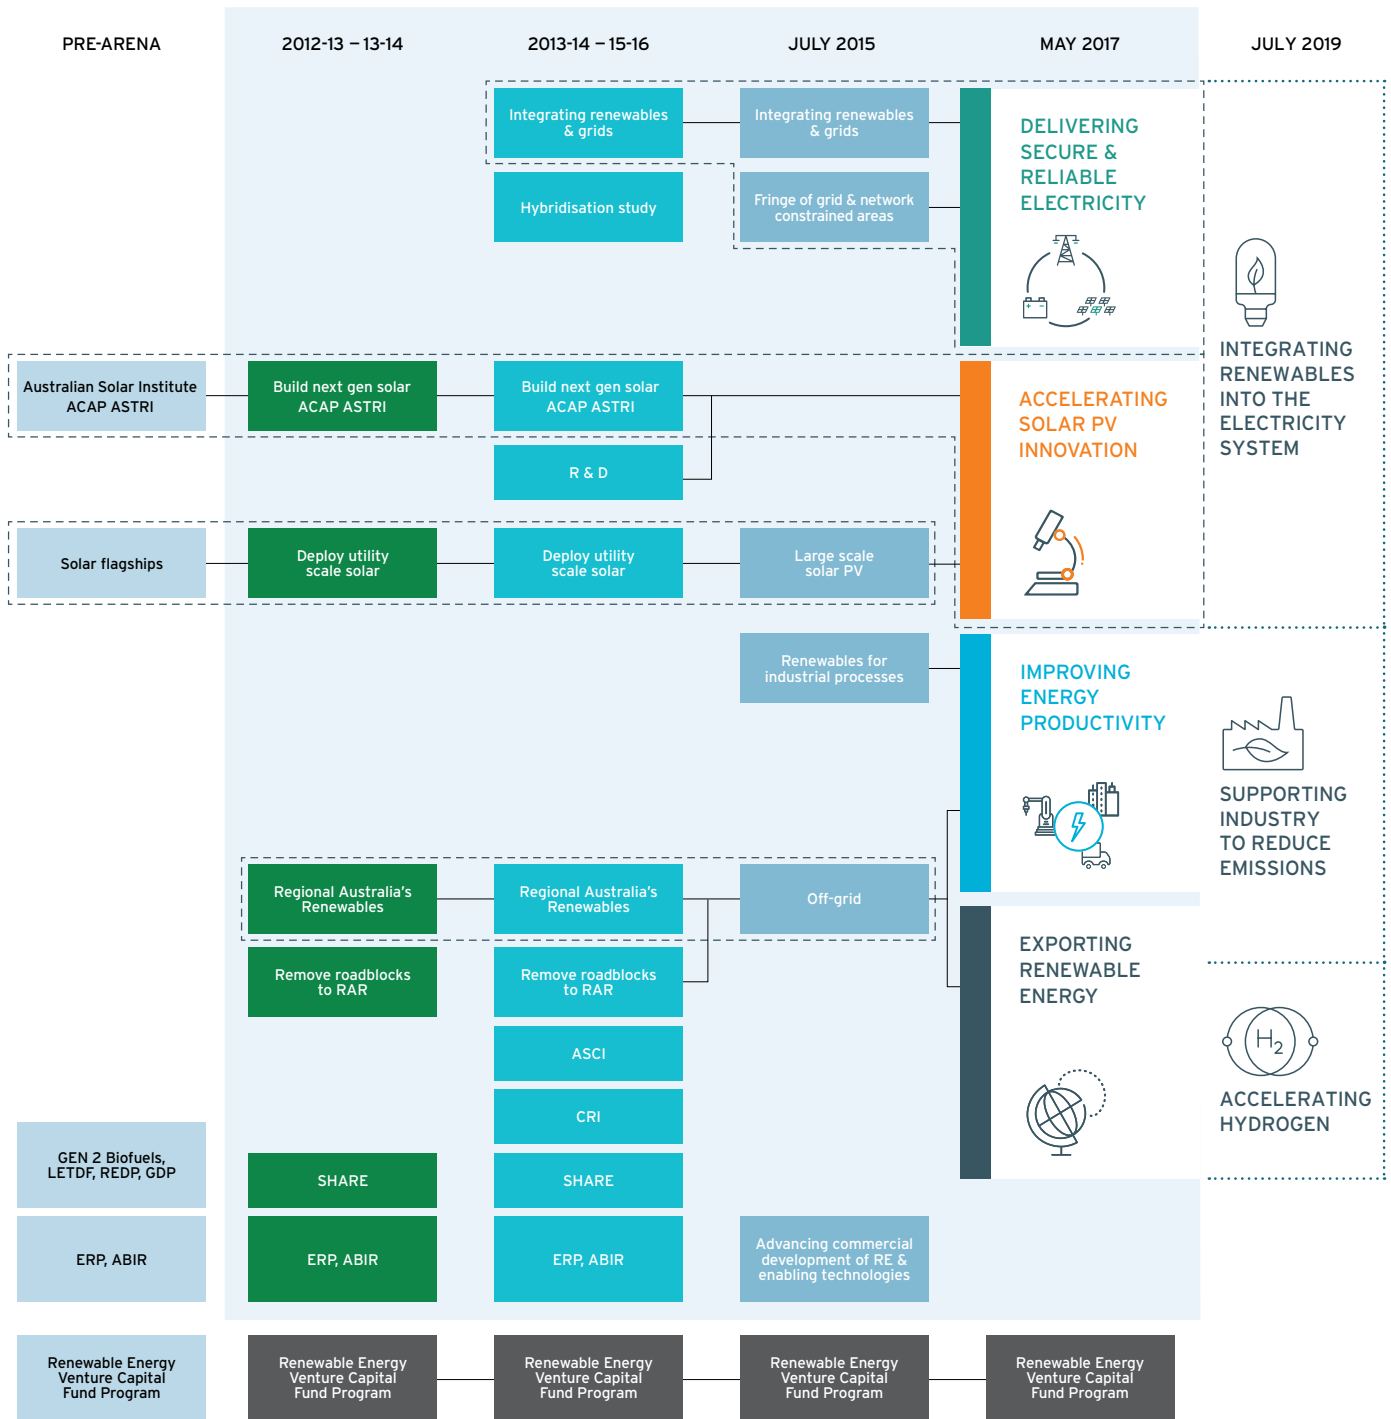 PRE-ARENA
2012-13 – 13-14
2013-14 – 15-16
JULY 2015
MAY 2017
JULY 2019
Integrating renewables
& grids
Integrating renewables
& grids
DELIVERING
SECURE &
RELIABLE
ELECTRICITY
Hybridisation study
Fringe of grid & network
constrained areas
INTEGRATING
RENEWABLES
INTO THE
ELECTRICITY
SYSTEM
Australian Solar Institute
ACAP ASTRI
Build next gen solar
ACAP ASTRI
Build next gen solar
ACAP ASTRI
ACCELERATING
SOLAR PV
INNOVATION
R & D
Solar flagships
Deploy utility
scale solar
Deploy utility
scale solar
Large scale
solar PV
Renewables for
industrial processes
IMPROVING
ENERGY
PRODUCTIVITY
SUPPORTING
INDUSTRY
TO REDUCE
EMISSIONS
Regional Australia's
Renewables
Regional Australia's
Renewables
Off-grid
Remove roadblocks
to RAR
Remove roadblocks
to RAR
EXPORTING
RENEWABLE
ENERGY
ASCI
H2
ACCELERATING
HYDROGEN
CRI
GEN 2 Biofuels,
LETDF, REDP, GDP
SHARE
SHARE
ERP, ABIR
ERP, ABIR
ERP, ABIR
Advancing commercial
development of RE &
enabling technologies
Renewable Energy
Venture Capital
Fund Program
Renewable Energy
Venture Capital
Fund Program
Renewable Energy
Venture Capital
Fund Program
Renewable Energy
Venture Capital
Fund Program
Renewable Energy
Venture Capital
Fund Program